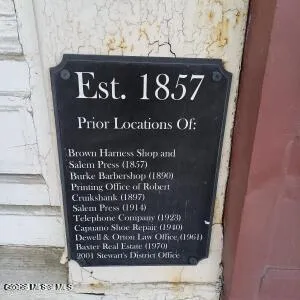 Est. 1857
Prior Locations Of:
Brown Harness Shop and
Salem Press (1857)
Burke Barbershop (1890)
Printing Office of Robert
Cruikshank (1897)
Salem Press (1914)
Telephone Company (1923)
Capuano Shoe Repair (1940)
Dewell & Orton Law Office (1961)
Baxter Real Estate (1970)
2001 Stewart's District Office